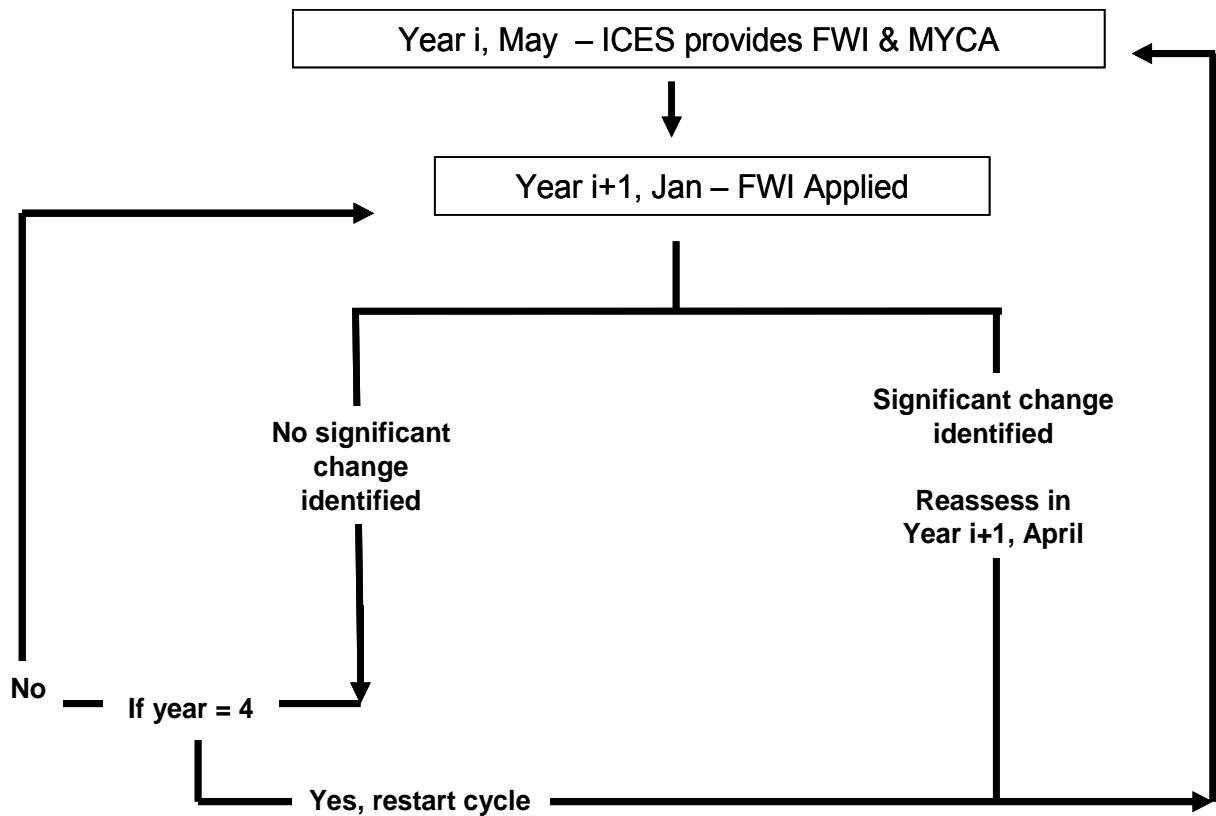 Year i, May – ICES provides FWI & MYCA
Year i+1, Jan – FWI Applied
No significant
change
identified
Significant change
identified
Reassess in
Year i+1, April
No
If year = 4
Yes, restart cycle